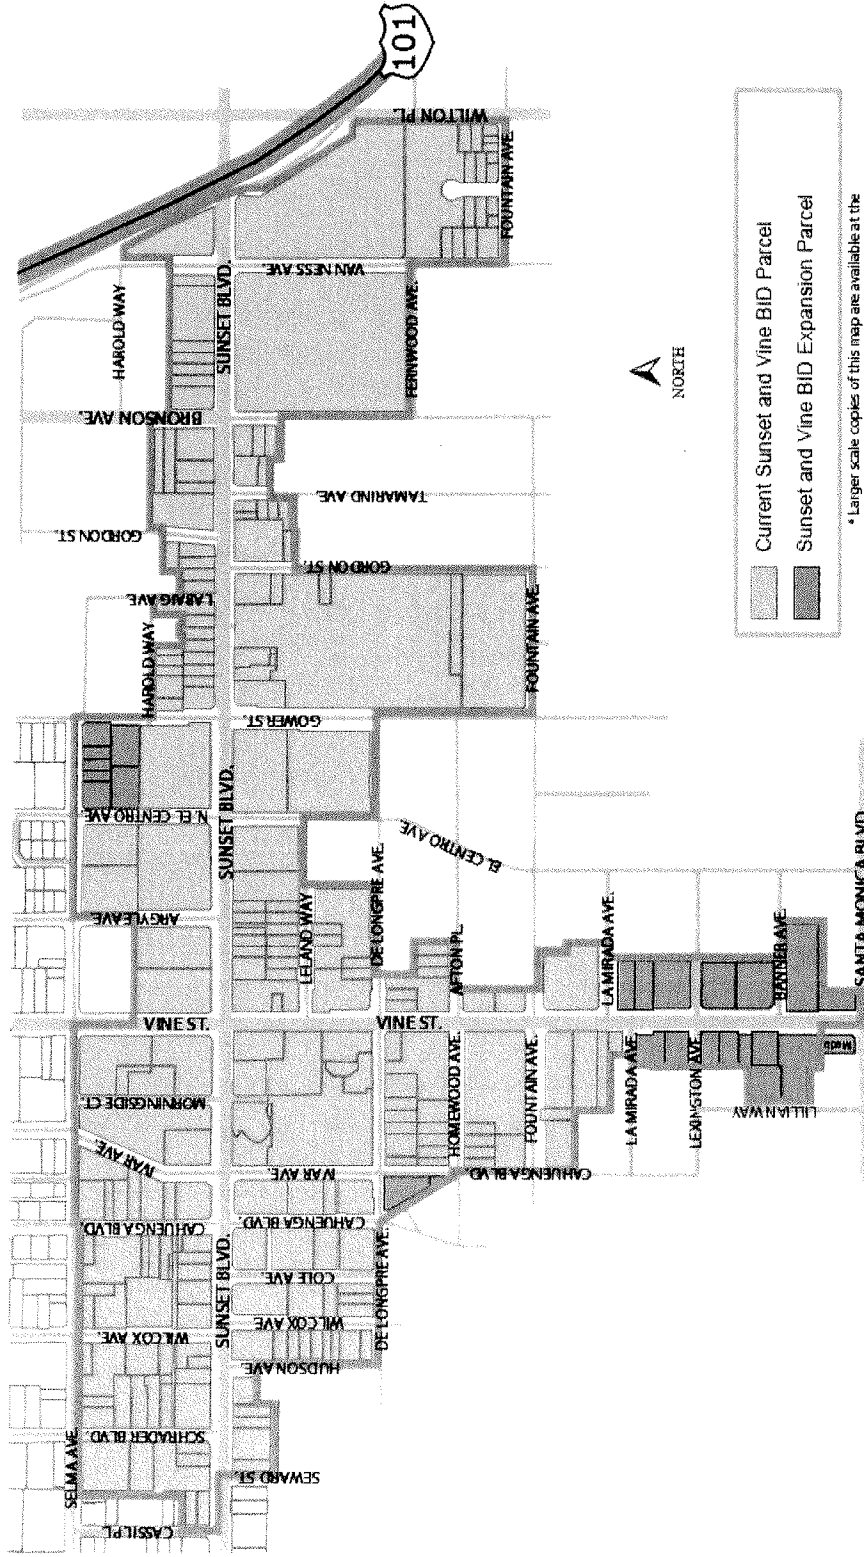 101
WILTON PL.
FOUNTAIN AVE.
VAN NESS AVE.
SUNSET BLVD.
HAROLD WAY
FERNWOOD AVE.
BRONSON AVE.
TAMARIND AVE.
GORDON ST.
GORDON ST.
LABAIG AVE.
HAROLD WAY
FOUNTAIN AVE.
GOWER ST.
N. EL CENTRO AVE.
SUNSET BLVD.
EL CENTRO AVE.
ARGYLE AVE.
LELAND WAY
DE LONGPRE AVE.
AFTON PL.
LA MIRADA AVE.
BANNER AVE.
SANTA MONICA BLVD.
VINE ST.
VINE ST.
MORNINGSIDE CT.
HOMEWOOD AVE.
FOUNTAIN AVE.
LA MIRADA AVE.
LEXINGTON AVE.
LILLIAN WAY
IVAR AVE.
IVAR AVE.
CAHUENGA BLVD.
CAHUENGA BLVD.
CAHUENGA BLVD.
SUNSET BLVD.
COLE AVE.
DE LONGPRE AVE.
WILCOX AVE.
WILCOX AVE.
HUDSON AVE.
SCHRADER BLVD.
SELMA AVE.
SEWARD ST.
CASSIL PL.
NORTH
Current Sunset and Vine BID Parcel
Sunset and Vine BID Expansion Parcel
* Larger scale copies of this map are available at the